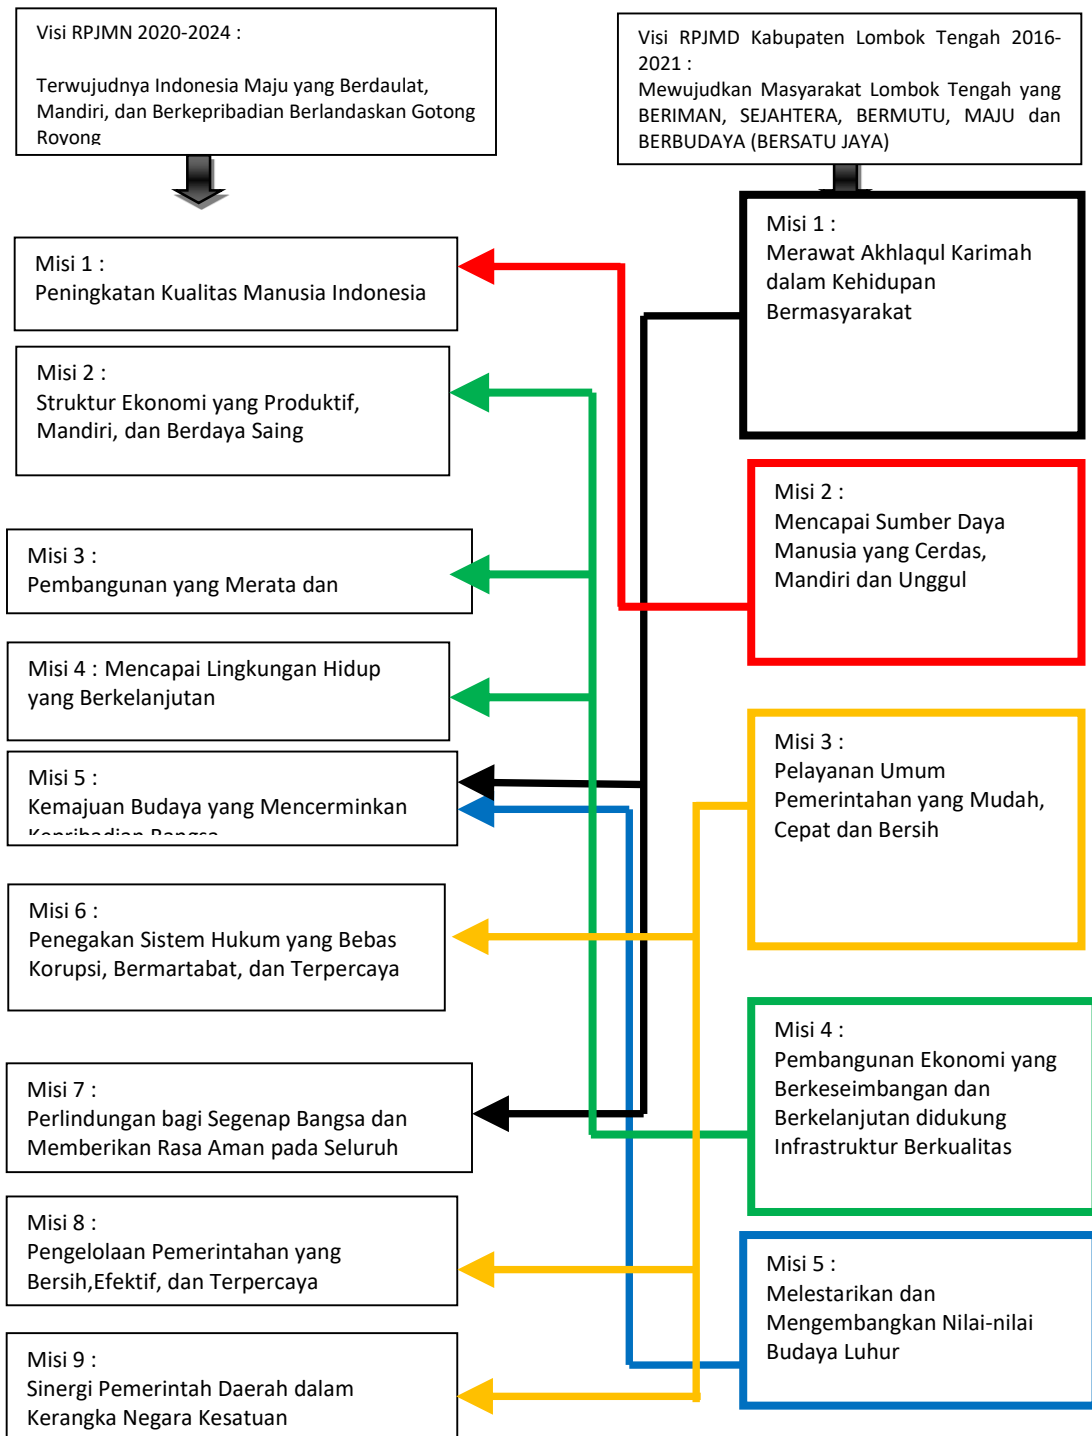 Visi RPJMN 2020-2024 :
Terwujudnya Indonesia Maju yang Berdaulat,
Mandiri, dan Berkepribadian Berlandaskan Gotong
Royong
Misi 1 :
Peningkatan Kualitas Manusia Indonesia
Misi 2 :
Struktur Ekonomi yang Produktif,
Mandiri, dan Berdaya Saing
Misi 3 :
Pembangunan yang Merata dan
Misi 4 : Mencapai Lingkungan Hidup
yang Berkelanjutan
Misi 5 :
Kemajuan Budaya yang Mencerminkan
Kepribadian Bangsa
Misi 6 :
Penegakan Sistem Hukum yang Bebas
Korupsi, Bermartabat, dan Terpercaya
Misi 7 :
Perlindungan bagi Segenap Bangsa dan
Memberikan Rasa Aman pada Seluruh
Misi 8 :
Pengelolaan Pemerintahan yang
Bersih,Efektif, dan Terpercaya
Misi 9 :
Sinergi Pemerintah Daerah dalam
Kerangka Negara Kesatuan
Visi RPJMD Kabupaten Lombok Tengah 2016-
2021 :
Mewujudkan Masyarakat Lombok Tengah yang
BERIMAN, SEJAHTERA, BERMUTU, MAJU dan
BERBUDAYA (BERSATU JAYA)
Misi 1 :
Merawat Akhlaqul Karimah
dalam Kehidupan
Bermasyarakat
Misi 2 :
Mencapai Sumber Daya
Manusia yang Cerdas,
Mandiri dan Unggul
Misi 3 :
Pelayanan Umum
Pemerintahan yang Mudah,
Cepat dan Bersih
Misi 4 :
Pembangunan Ekonomi yang
Berkeseimbangan dan
Berkelanjutan didukung
Infrastruktur Berkualitas
Misi 5 :
Melestarikan dan
Mengembangkan Nilai-nilai
Budaya Luhur